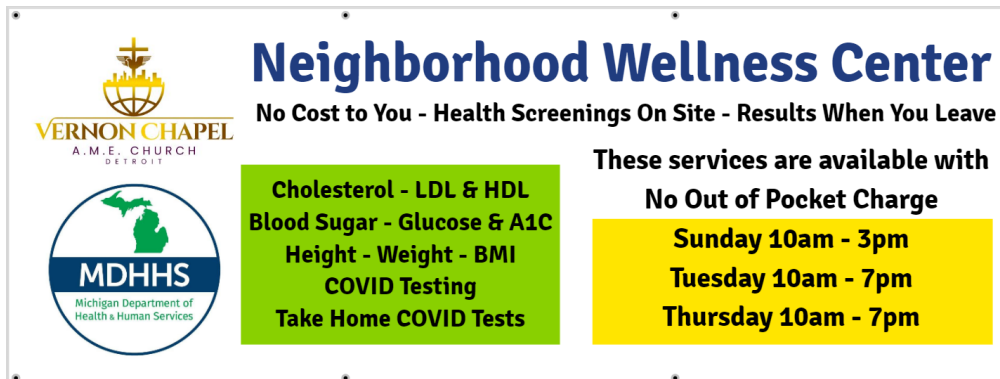 VERNON CHAPEL
A.M.E. CHURCH
DETROIT
MDHHS
Michigan Department of
Health & Human Services
Neighborhood Wellness Center
No Cost to You - Health Screenings On Site - Results When You Leave
Cholesterol - LDL & HDL
Blood Sugar - Glucose & A1C
Height - Weight - BMI
COVID Testing
Take Home COVID Tests
These services are available with
No Out of Pocket Charge
Sunday 10am - 3pm
Tuesday 10am - 7pm
Thursday 10am - 7pm